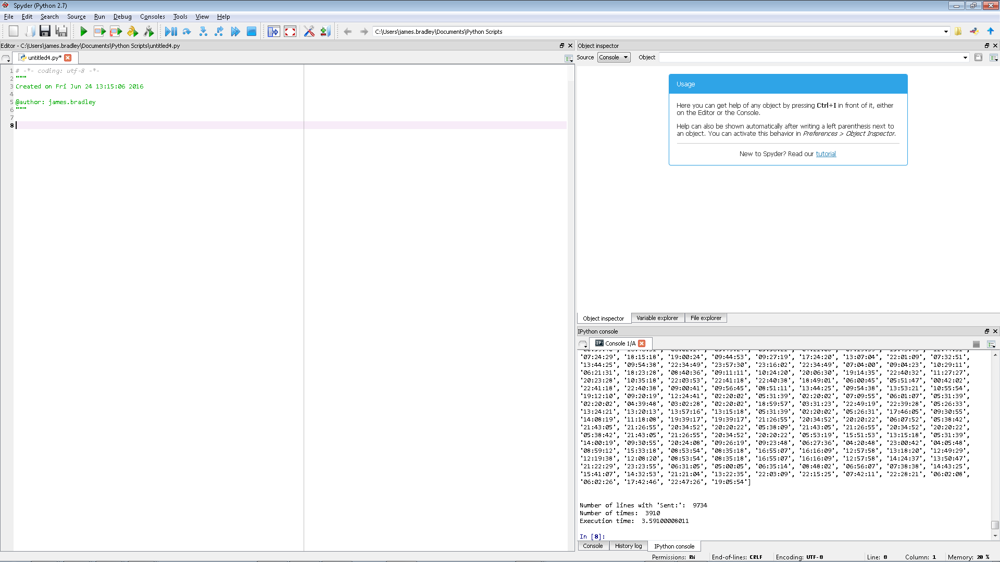 Spyder (Python 2.7)
File Edit Search Source Run Debug Consoles Tools View Help
C:\Users\james.bradley\Documents\Python Scripts
Editor - C:\Users\james.bradley\Documents\Python Scripts\untitled4.py
untitled4.py*
1 # -*- coding: utf-8 -*-
2 """
3 Created on Fri Jun 24 13:15:06 2016
4
5 @author: james.bradley
6 """
7
8
Object inspector
Source Console Object
Usage
Here you can get help of any object by pressing Ctrl+I in front of it, either
on the Editor or the Console.
Help can also be shown automatically after writing a left parenthesis next to
an object. You can activate this behavior in Preferences > Object Inspector.
New to Spyder? Read our tutorial
Object inspector Variable explorer File explorer
IPython console
IP: Console 1/A
'07:24:29', '18:15:18', '19:00:24', '09:44:53', '09:27:19', '17:24:20', '13:07:04', '22:01:09', '07:32:51',
'13:44:25', '09:54:38', '22:34:49', '23:57:30', '23:16:02', '22:34:49', '07:04:00', '09:04:23', '10:29:11',
'06:21:31', '18:23:28', '08:40:36', '09:11:11', '10:24:20', '20:06:30', '19:14:35', '22:40:32', '11:27:27',
'20:23:28', '10:35:18', '22:03:53', '22:41:18', '22:40:38', '18:49:01', '06:00:45', '05:51:47', '00:42:02',
'22:41:18', '22:40:38', '09:00:41', '09:56:45', '08:51:11', '13:44:25', '09:54:38', '13:53:21', '10:55:54',
'19:12:10', '09:20:19', '12:24:41', '02:20:02', '05:31:39', '02:20:02', '07:09:55', '06:01:07', '05:31:39',
'02:20:02', '04:39:48', '03:02:28', '02:20:02', '18:59:57', '03:31:23', '22:49:19', '22:39:28', '05:26:33',
'13:24:21', '13:20:13', '13:57:16', '13:15:18', '05:31:39', '02:20:02', '05:26:31', '17:46:05', '09:30:55',
'14:08:19', '11:18:08', '19:39:17', '19:39:17', '21:26:55', '20:34:52', '20:20:22', '06:07:52', '05:38:42',
'21:43:05', '21:26:55', '20:34:52', '20:20:22', '05:38:09', '21:43:05', '21:26:55', '20:34:52', '20:20:22',
'05:38:42', '21:43:05', '21:26:55', '20:34:52', '20:20:22', '05:53:19', '15:51:53', '13:15:18', '05:31:39',
'14:00:19', '09:30:55', '20:24:08', '09:26:19', '09:23:48', '06:27:36', '04:20:48', '23:00:42', '04:05:48',
'08:59:12', '15:33:18', '08:53:54', '08:35:18', '16:55:07', '16:16:09', '12:57:58', '13:18:20', '12:49:29',
'12:19:38', '12:08:20', '08:53:54', '08:35:18', '16:55:07', '16:16:09', '12:57:58', '14:24:37', '13:50:47',
'21:22:29', '23:23:55', '06:31:05', '05:00:05', '06:35:14', '08:48:02', '06:56:07', '07:38:38', '14:43:25',
'15:41:07', '14:32:53', '21:21:04', '13:22:35', '22:03:09', '22:15:25', '07:42:11', '22:28:21', '06:02:08',
'06:02:26', '17:42:46', '22:47:26', '19:05:54']
Number of lines with 'Sent:': 9734
Number of times: 3910
Execution time: 3.59100008011
In [8]:
Console History log IPython console
Permissions: RW End-of-lines: CRLF Encoding: UTF-8 Line: 8 Column: 1 Memory: 20 %